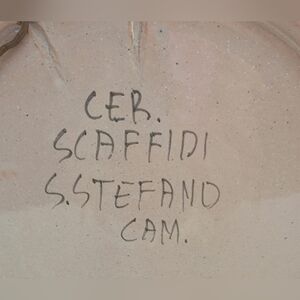 CER.
SCAFFIDI
S.STEFANO
CAM.